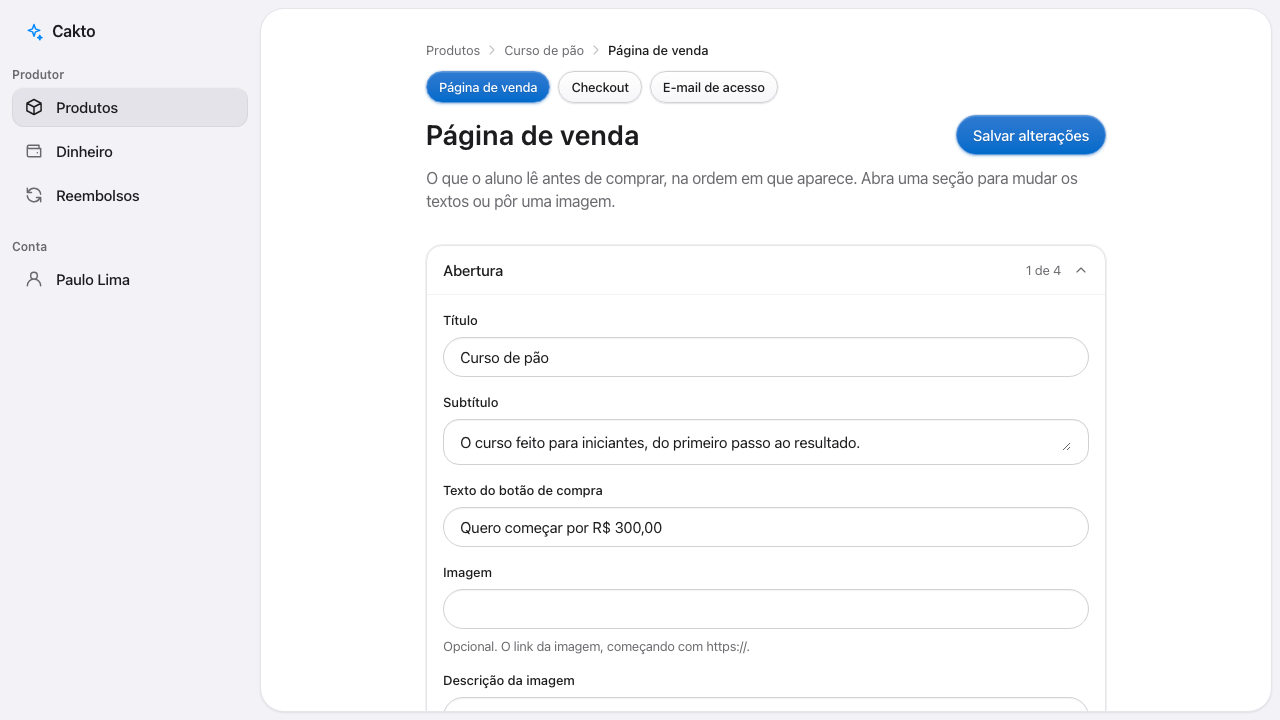 Cakto
Produtor
Produtos
Dinheiro
Reembolsos
Conta
Paulo Lima
Produtos > Curso de pão > Página de venda
Página de venda
Checkout
E-mail de acesso
Página de venda
Salvar alterações
O que o aluno lê antes de comprar, na ordem em que aparece. Abra uma seção para mudar os
textos ou pôr uma imagem.
Abertura
1 de 4
Título
Curso de pão
Subtítulo
O curso feito para iniciantes, do primeiro passo ao resultado.
Texto do botão de compra
Quero começar por R$ 300,00
Imagem
Opcional. O link da imagem, começando com https://.
Descrição da imagem